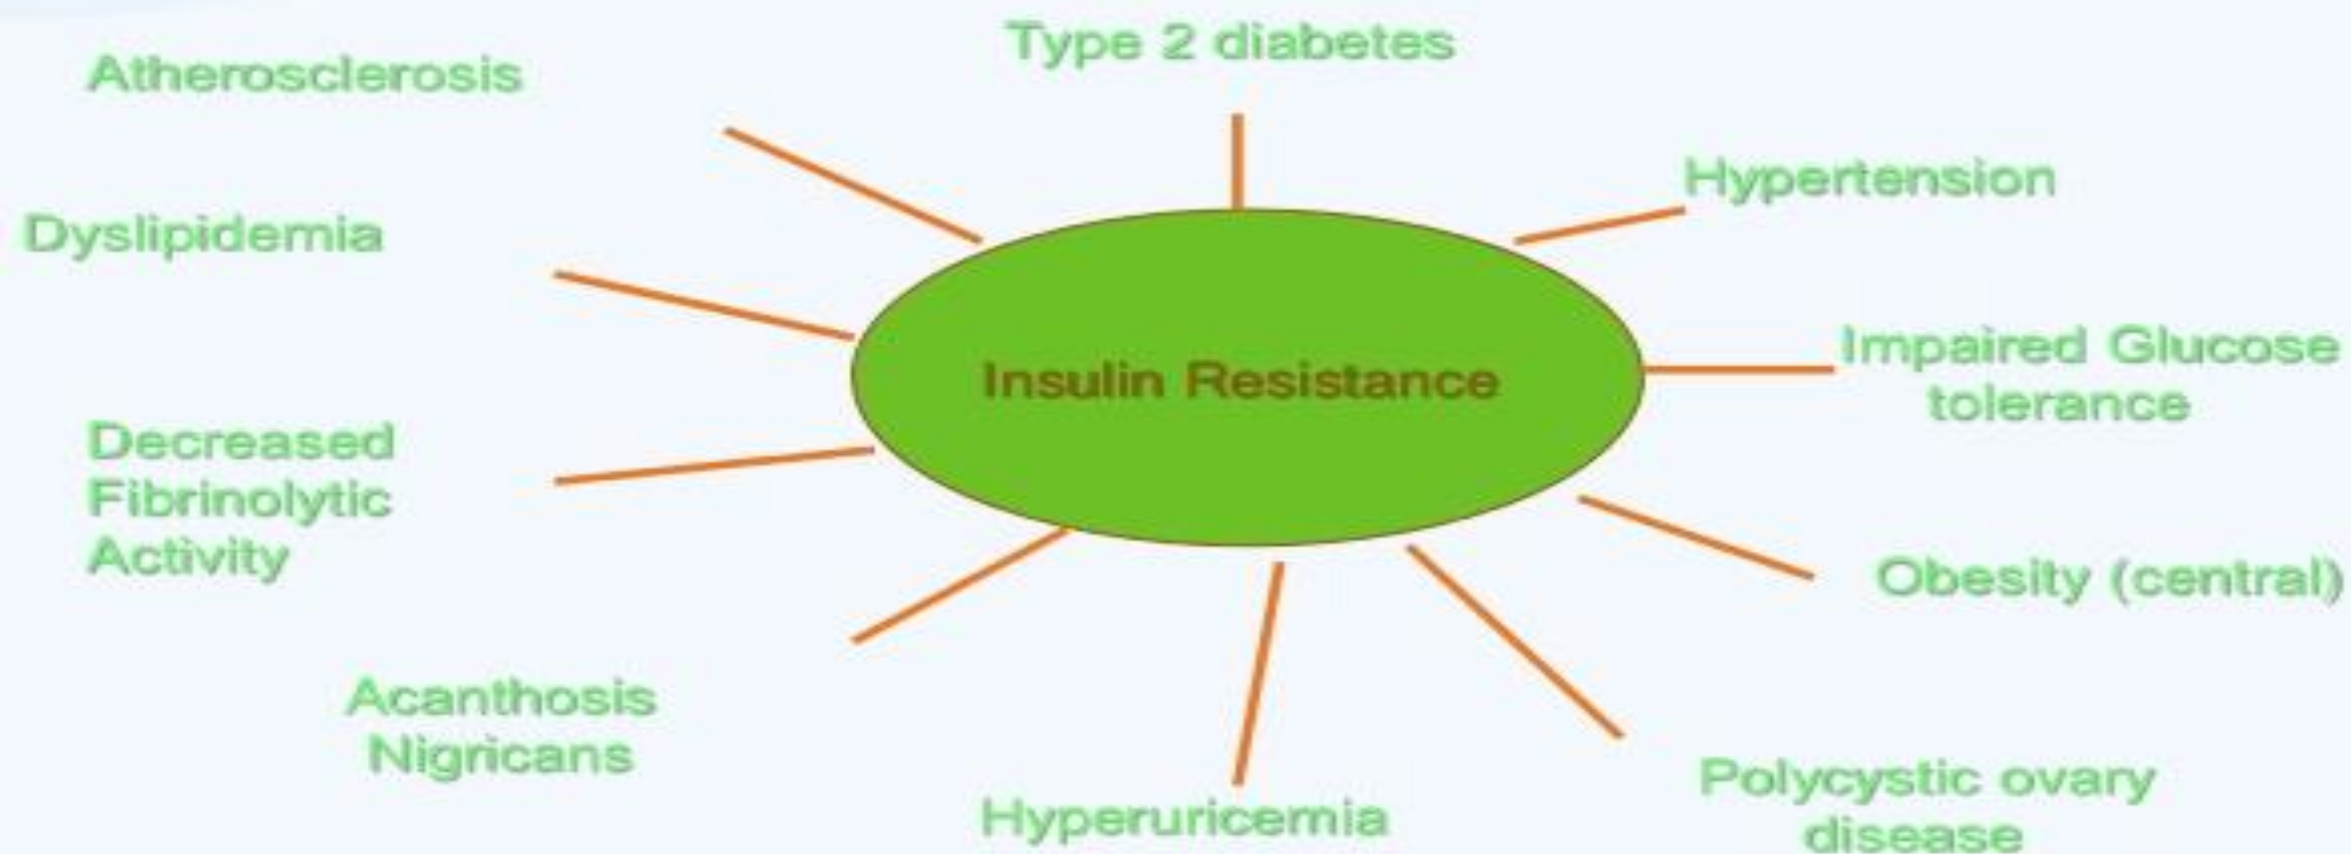 Type 2 diabetes
Atherosclerosis
Hypertension
Dyslipidemia
Impaired Glucose
tolerance
Insulin Resistance
Decreased
Fibrinolytic
Activity
Obesity (central)
Acanthosis
Nigricans
Polycystic ovary
disease
Hyperuricemia